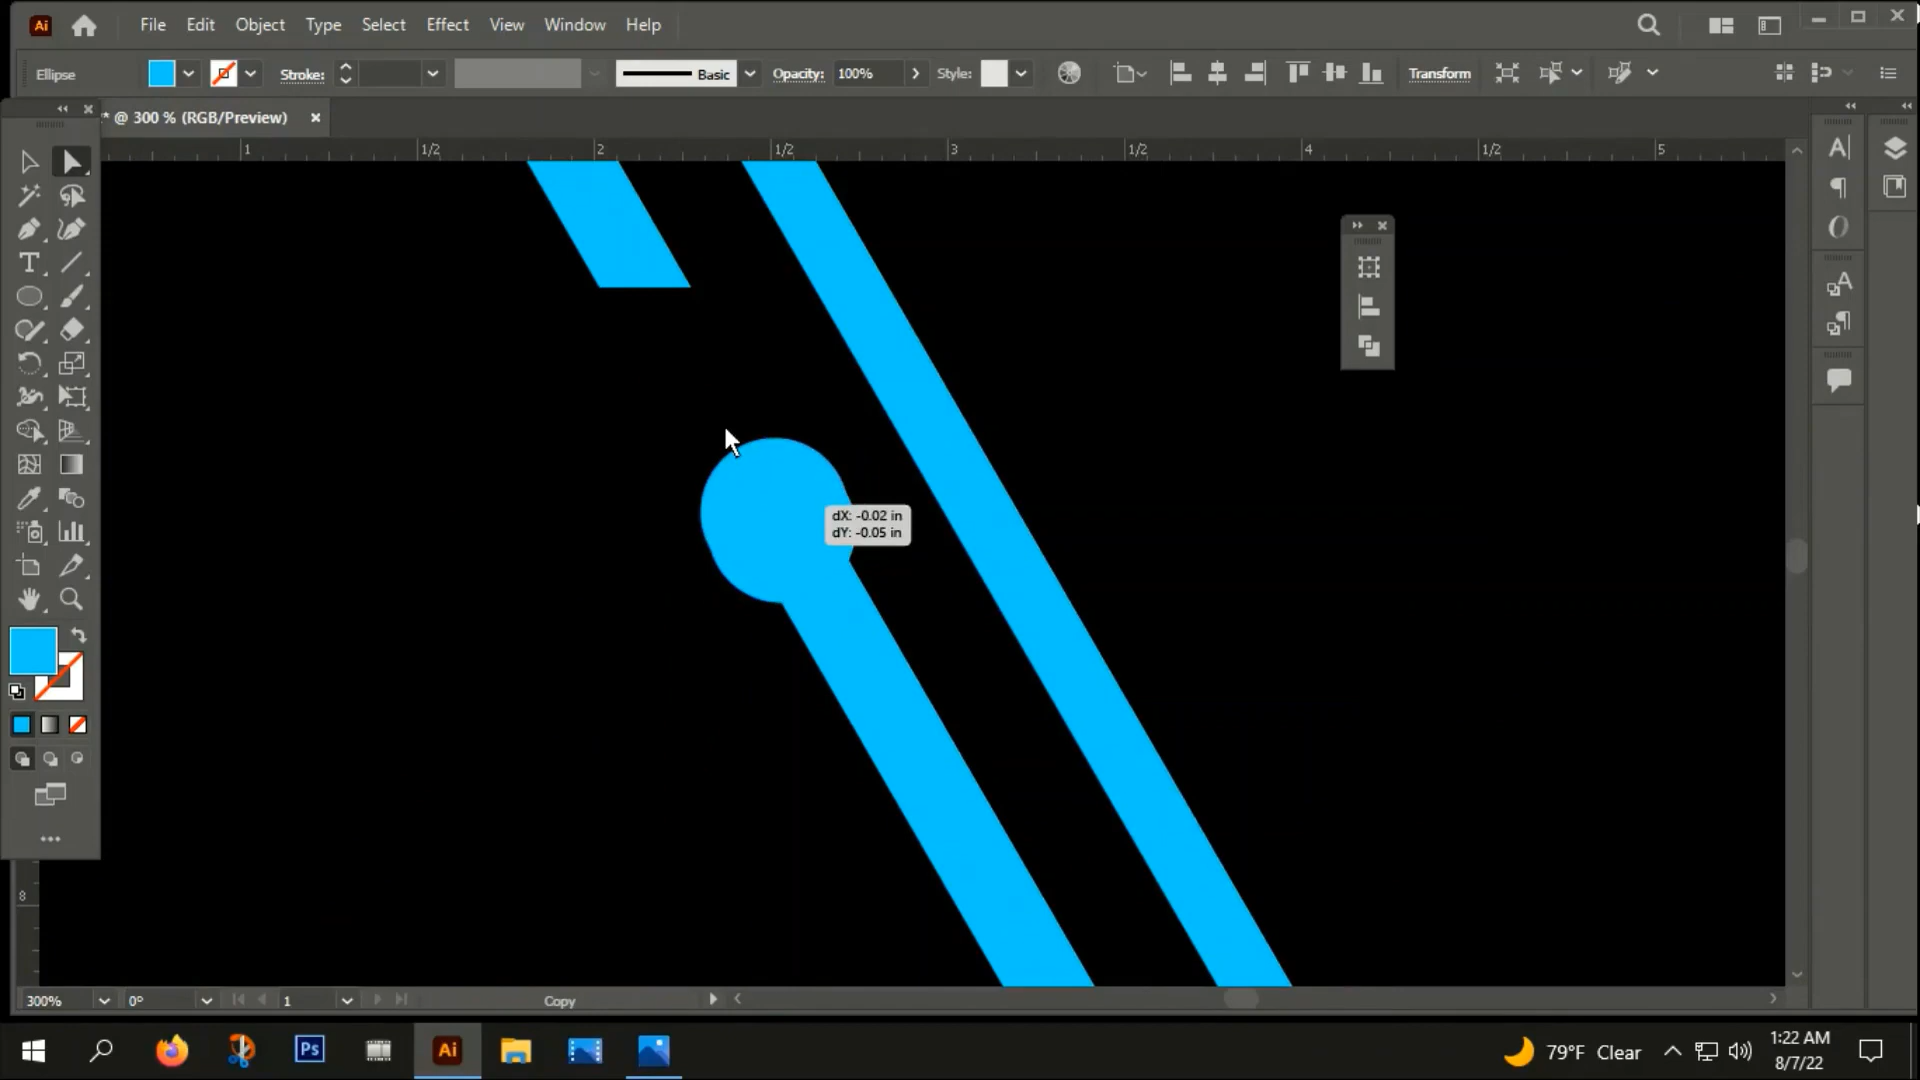 Ai File Edit Object Type Select Effect View Window Help
Ellipse Stroke: Basic Opacity: 100% Style: Transform
* @ 300 % (RGB/Preview)
1 1/2 2 1/2 3 1/2 4 1/2 5
dX: -0.02 in
dY: -0.05 in
8
300% 0° 1 Copy
Ps Ai 79°F Clear
1:22 AM
8/7/22